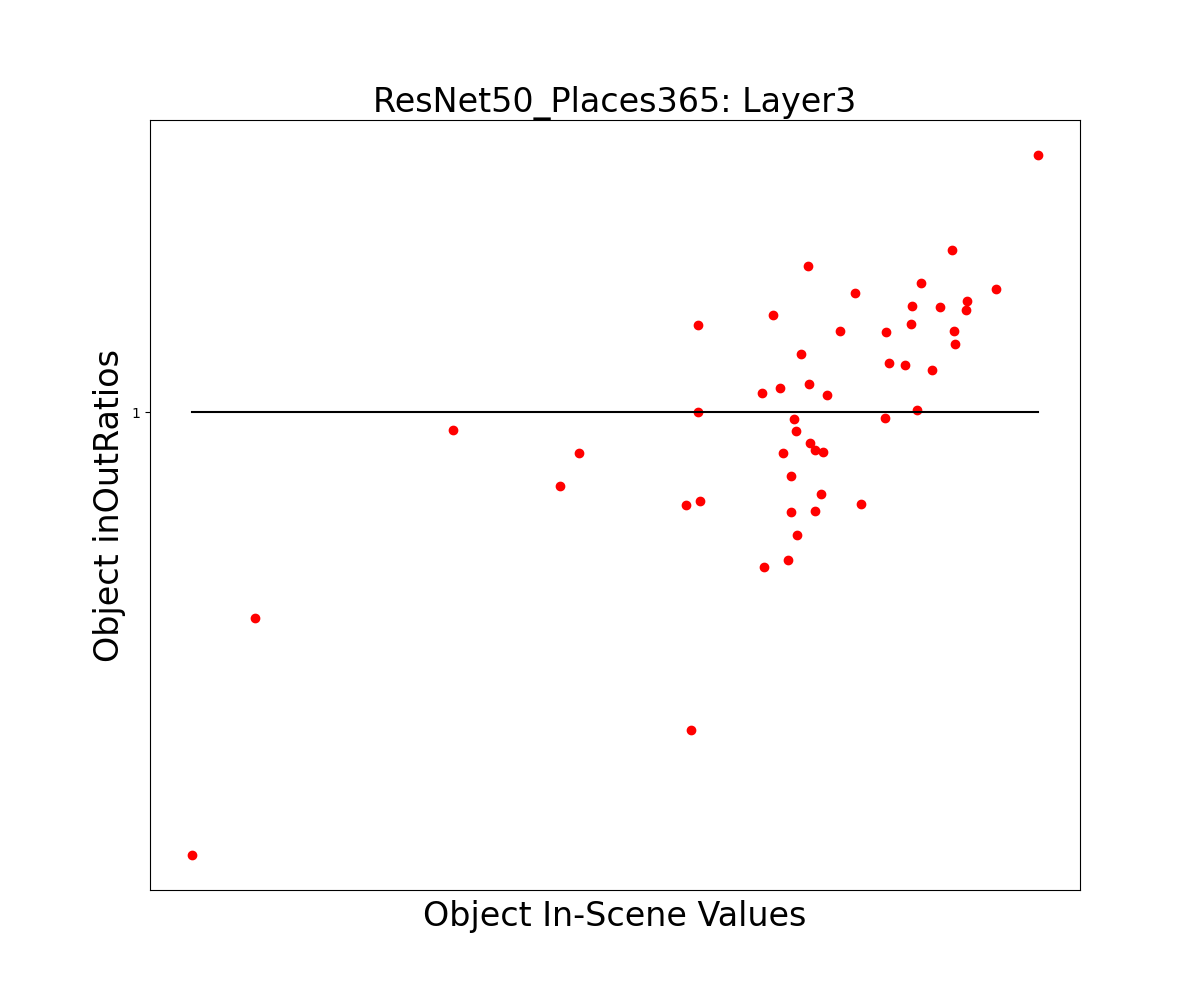 ResNet50_Places365: Layer3
Object inOutRatios
1
Object In-Scene Values